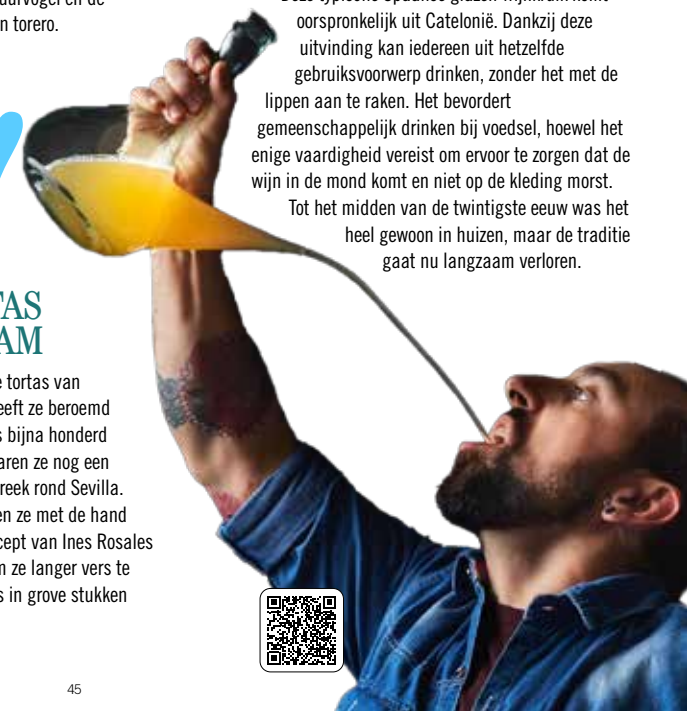 en de
n torero.
oorspronkelijk uit Catelonië. Dankzij deze
uitvinding kan iedereen uit hetzelfde
gebruiksvoorwerp drinken, zonder het met de
lippen aan te raken. Het bevordert
gemeenschappelijk drinken bij voedsel, hoewel het
enige vaardigheid vereist om ervoor te zorgen dat de
wijn in de mond komt en niet op de kleding morst.
Tot het midden van de twintigste eeuw was het
heel gewoon in huizen, maar de traditie
gaat nu langzaam verloren.
TAS
AM
e tortas van
eeft ze beroemd
s bijna honderd
aren ze nog een
reek rond Sevilla.
en ze met de hand
cept van Ines Rosales
m ze langer vers te
s in grove stukken
45